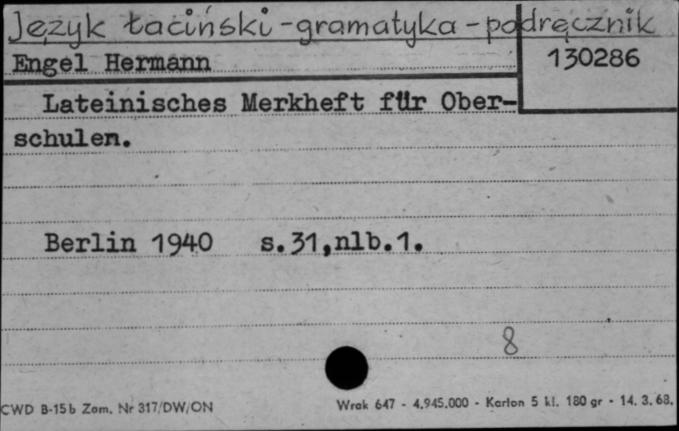 Język łaciński - gramatyka - podręcznik
Engel Hermann
130286
Lateinisches Merkheft für Ober-
schulen.
Berlin 1940 s.31,nlb.1.
8
CWD B-15b Zam. Nr 317/DW/ON
Wrak 647 - 4.945.000 - Karton 5 kl. 180 gr - 14. 3. 68.